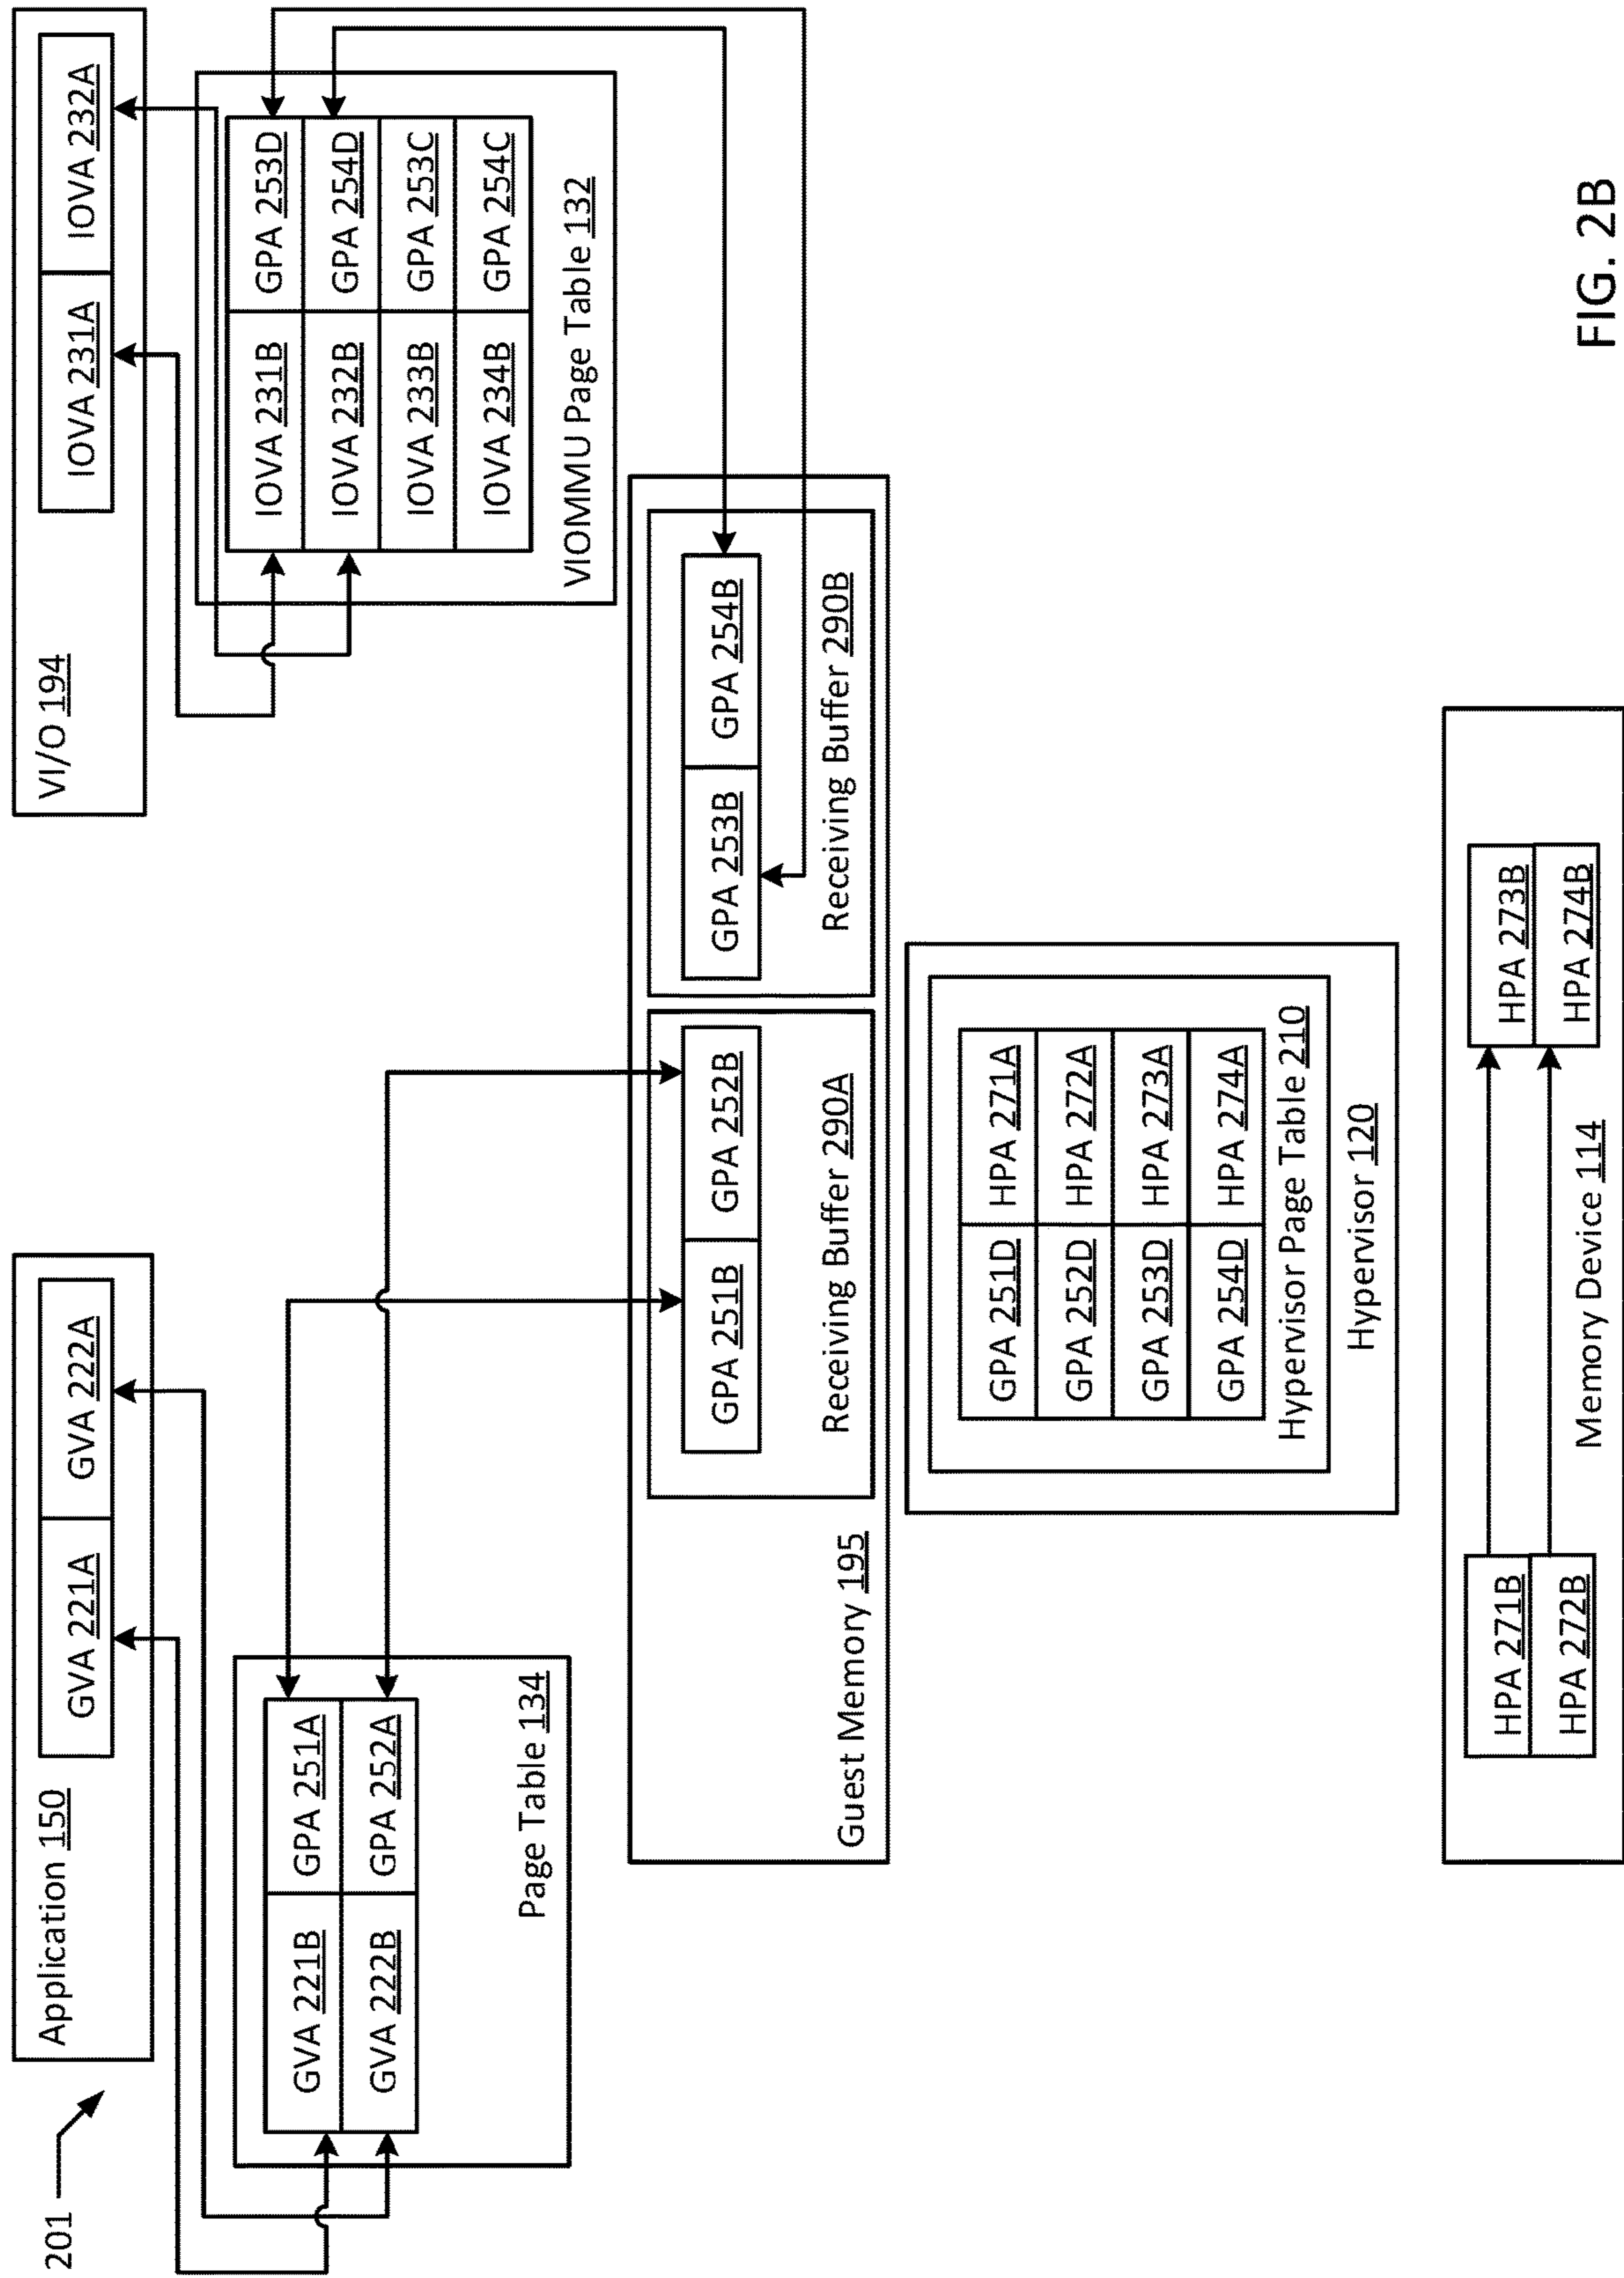 201
Application 150
GVA 221A
GVA 222A
VI/O 194
IOVA 231A
IOVA 232A
GVA 221B
GPA 251A
GVA 222B
GPA 252A
Page Table 134
IOVA 231B
GPA 253D
IOVA 232B
GPA 254D
IOVA 233B
GPA 253C
IOVA 234B
GPA 254C
VIOMMU Page Table 132
GPA 251B
GPA 252B
Receiving Buffer 290A
GPA 253B
GPA 254B
Receiving Buffer 290B
Guest Memory 195
GPA 251D
HPA 271A
GPA 252D
HPA 272A
GPA 253D
HPA 273A
GPA 254D
HPA 274A
Hypervisor Page Table 210
Hypervisor 120
HPA 271B
HPA 272B
HPA 273B
HPA 274B
Memory Device 114
FIG. 2B